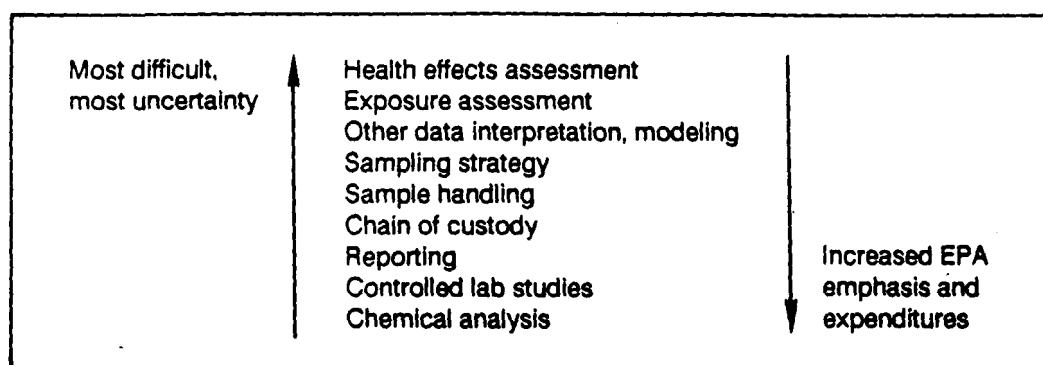 Most difficult,
most uncertainty
Health effects assessment
Exposure assessment
Other data interpretation, modeling
Sampling strategy
Sample handling
Chain of custody
Reporting
Controlled lab studies
Chemical analysis
Increased EPA
emphasis and
expenditures